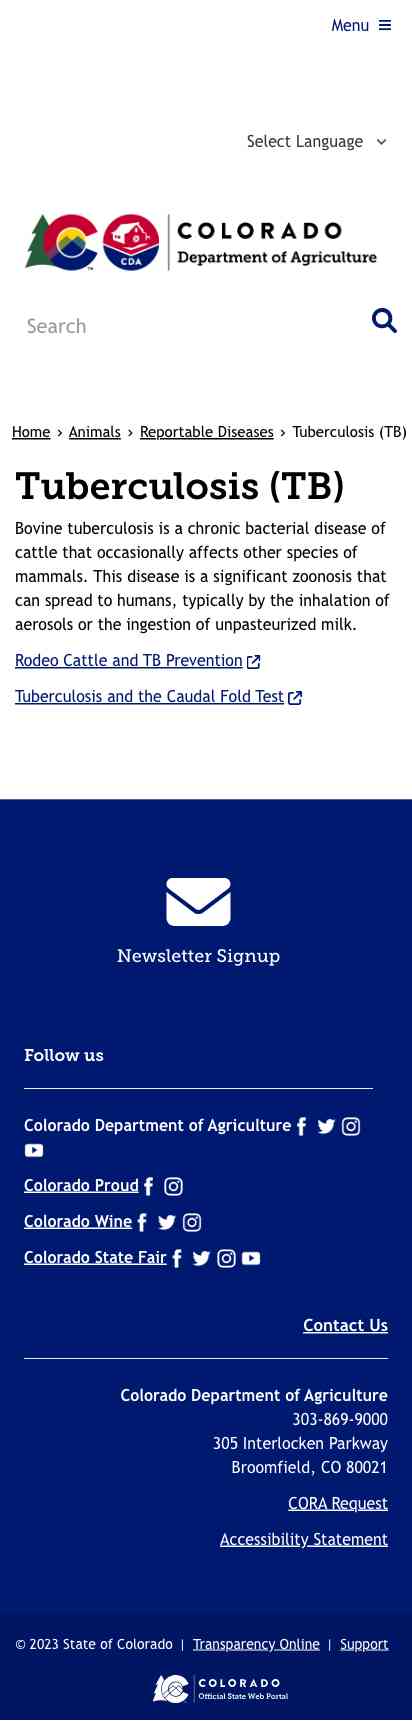 Menu
Select Language
COLORADO
Department of Agriculture
CDA
TM
Search
Home › Animals › Reportable Diseases › Tuberculosis (TB)
Tuberculosis (TB)
Bovine tuberculosis is a chronic bacterial disease of
cattle that occasionally affects other species of
mammals. This disease is a significant zoonosis that
can spread to humans, typically by the inhalation of
aerosols or the ingestion of unpasteurized milk.
Rodeo Cattle and TB Prevention
Tuberculosis and the Caudal Fold Test
Newsletter Signup
Follow us
Colorado Department of Agriculture
Colorado Proud
Colorado Wine
Colorado State Fair
Contact Us
Colorado Department of Agriculture
303-869-9000
305 Interlocken Parkway
Broomfield, CO 80021
CORA Request
Accessibility Statement
© 2023 State of Colorado | Transparency Online | Support
COLORADO
Official State Web Portal